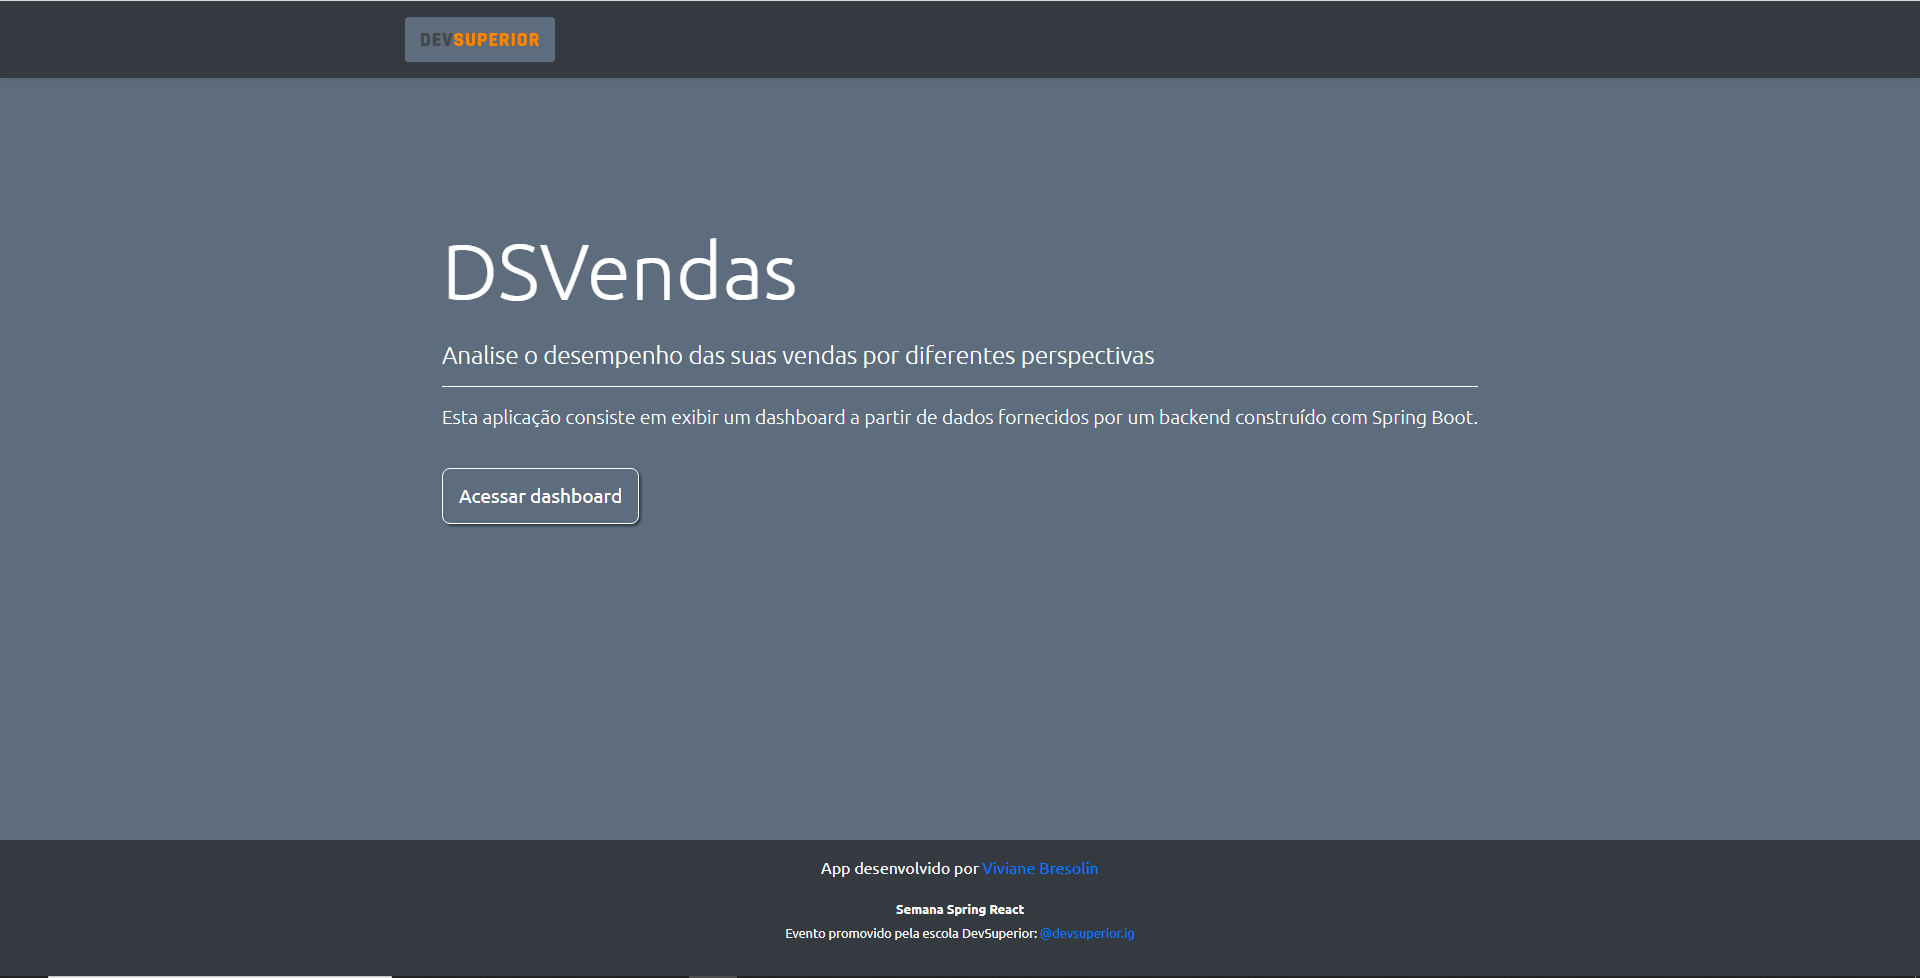 DEVSUPERIOR
DSVendas
Analise o desempenho das suas vendas por diferentes perspectivas
Esta aplicação consiste em exibir um dashboard a partir de dados fornecidos por um backend construído com Spring Boot.
Acessar dashboard
App desenvolvido por Viviane Bresolin
Semana Spring React
Evento promovido pela escola DevSuperior: @devsuperior.ig